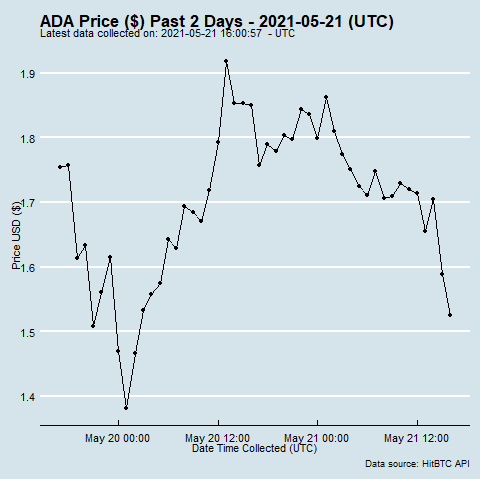 ADA Price ($) Past 2 Days - 2021-05-21 (UTC)
Latest data collected on: 2021-05-21 16:00:57  - UTC
1.9
1.8
1.7
1.6
1.5
1.4
Price USD ($)
May 20 00:00
May 20 12:00
May 21 00:00
May 21 12:00
Date Time Collected (UTC)
Data source: HitBTC API